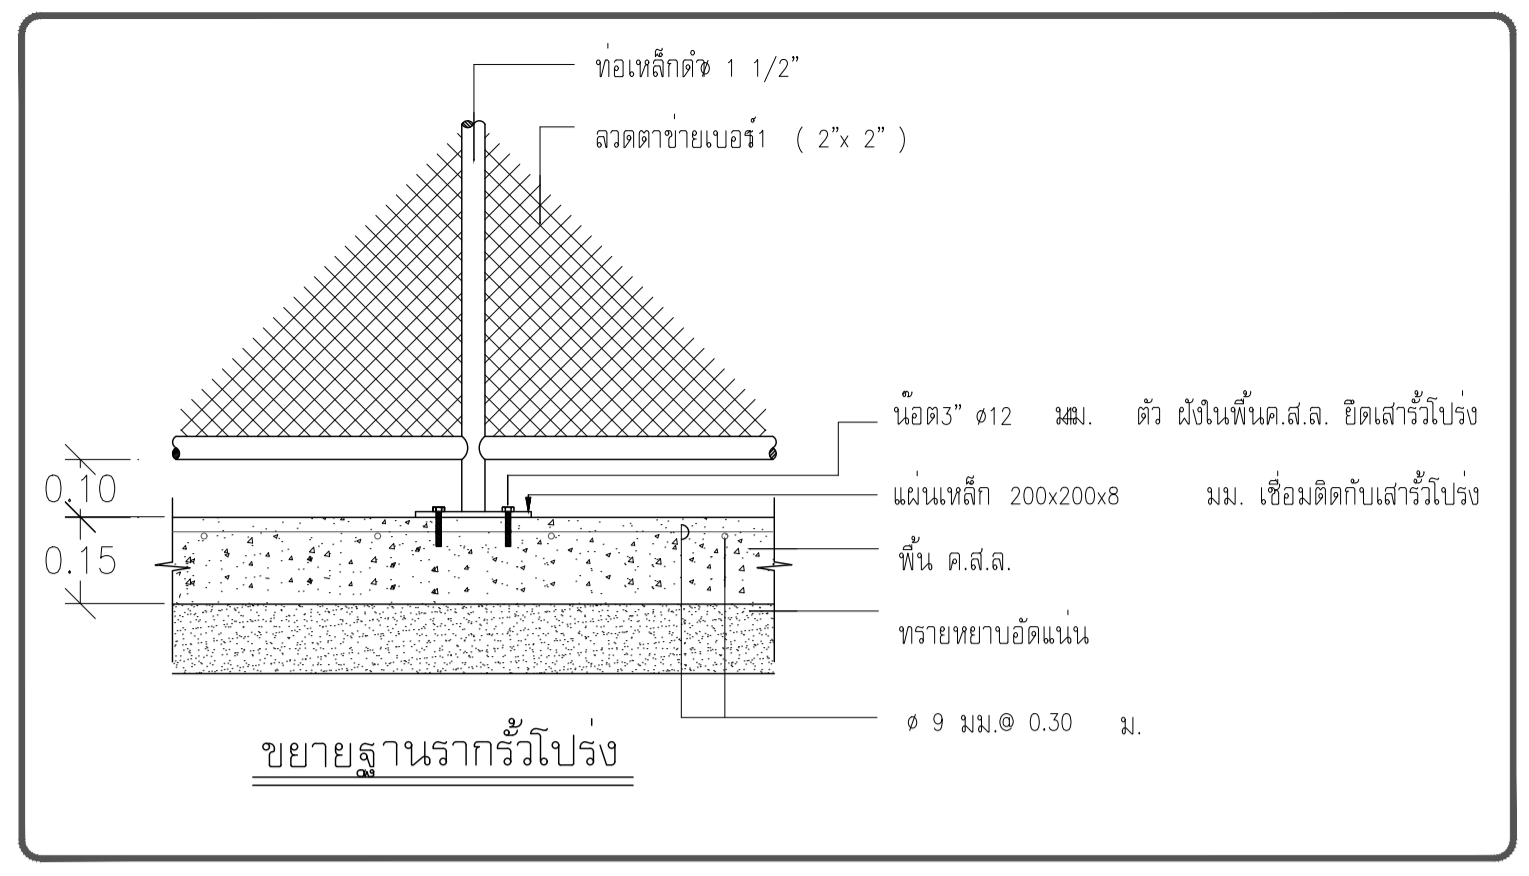 ท่อเหล็กดำ ø 1 1/2"
ลวดตาข่ายเบอร์11 ( 2"x 2" )
น๊อต3" ø12 มม. 4 ตัว ฝังในพื้นค.ส.ล. ยึดเสารั้วโปร่ง
แผ่นเหล็ก 200x200x8 มม. เชื่อมติดกับเสารั้วโปร่ง
0.10
0.15
พื้น ค.ส.ล.
ทรายหยาบอัดแน่น
ø 9 มม.@ 0.30 ม.
ขยายฐานรากรั้วโปร่ง